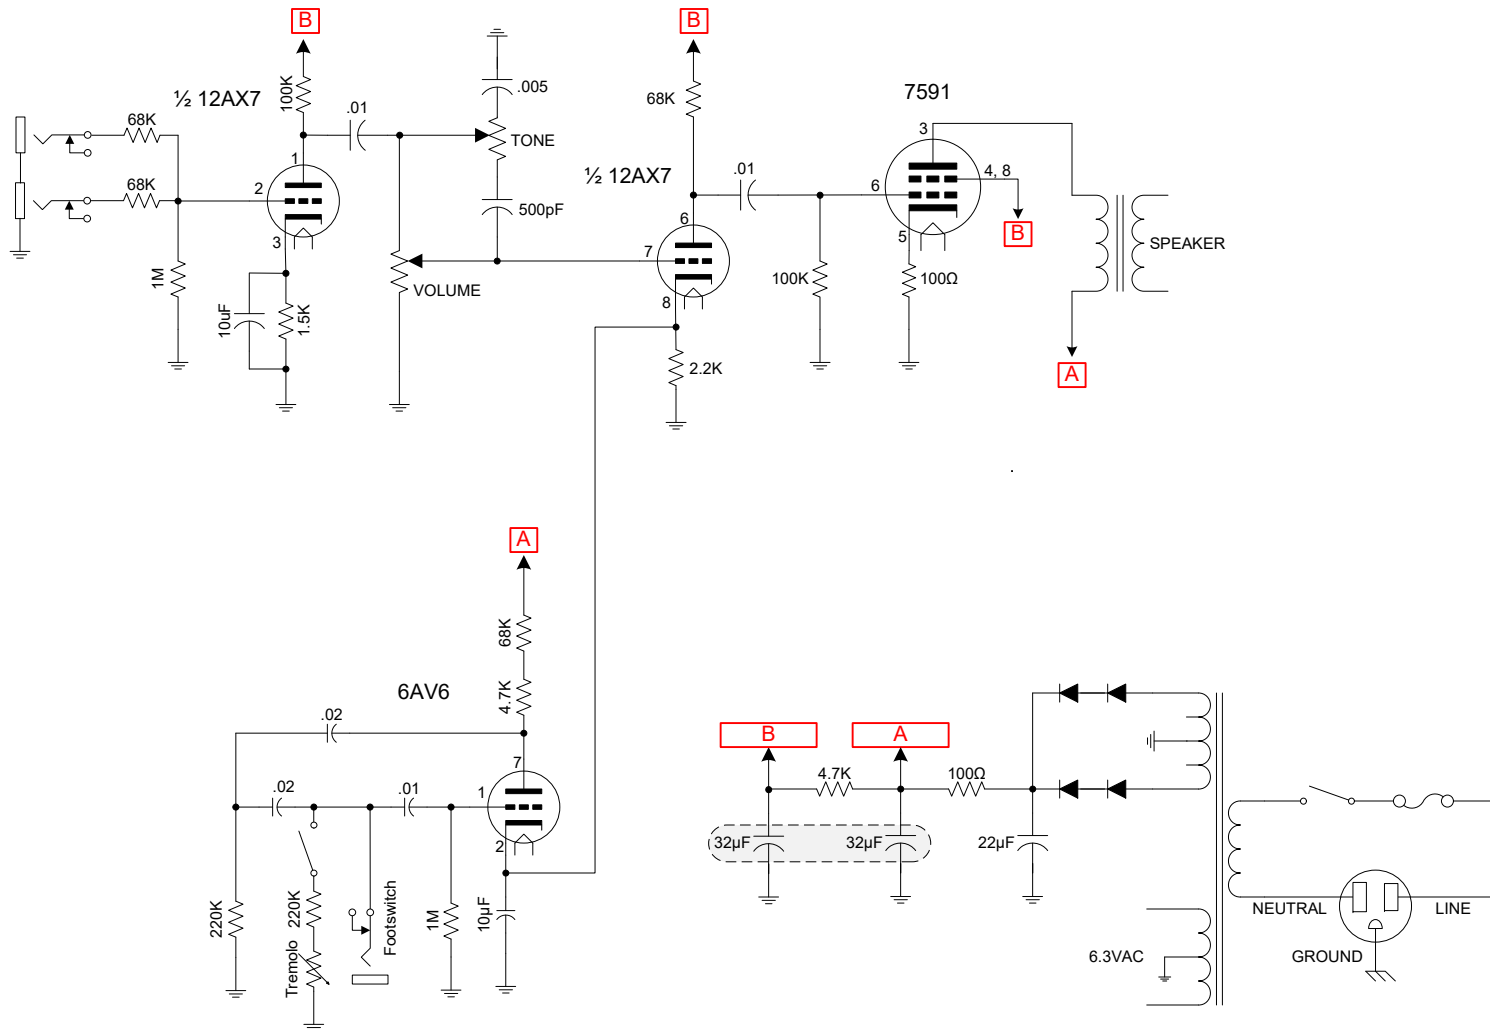 B
B
½ 12AX7
100K
.005
68K
7591
68K
.01
TONE
3
1
½ 12AX7
.01
4, 8
68K
2
6
500pF
B
3
6
5
SPEAKER
7
1M
VOLUME
100K
100Ω
8
10uF
1.5K
2.2K
A
A
68K
4.7K
6AV6
.02
B
A
7
.02
.01
1
4.7K
100Ω
2
32µF
32µF
22µF
220K
220K
Footswitch
1M
10µF
NEUTRAL
LINE
Tremolo
6.3VAC
GROUND